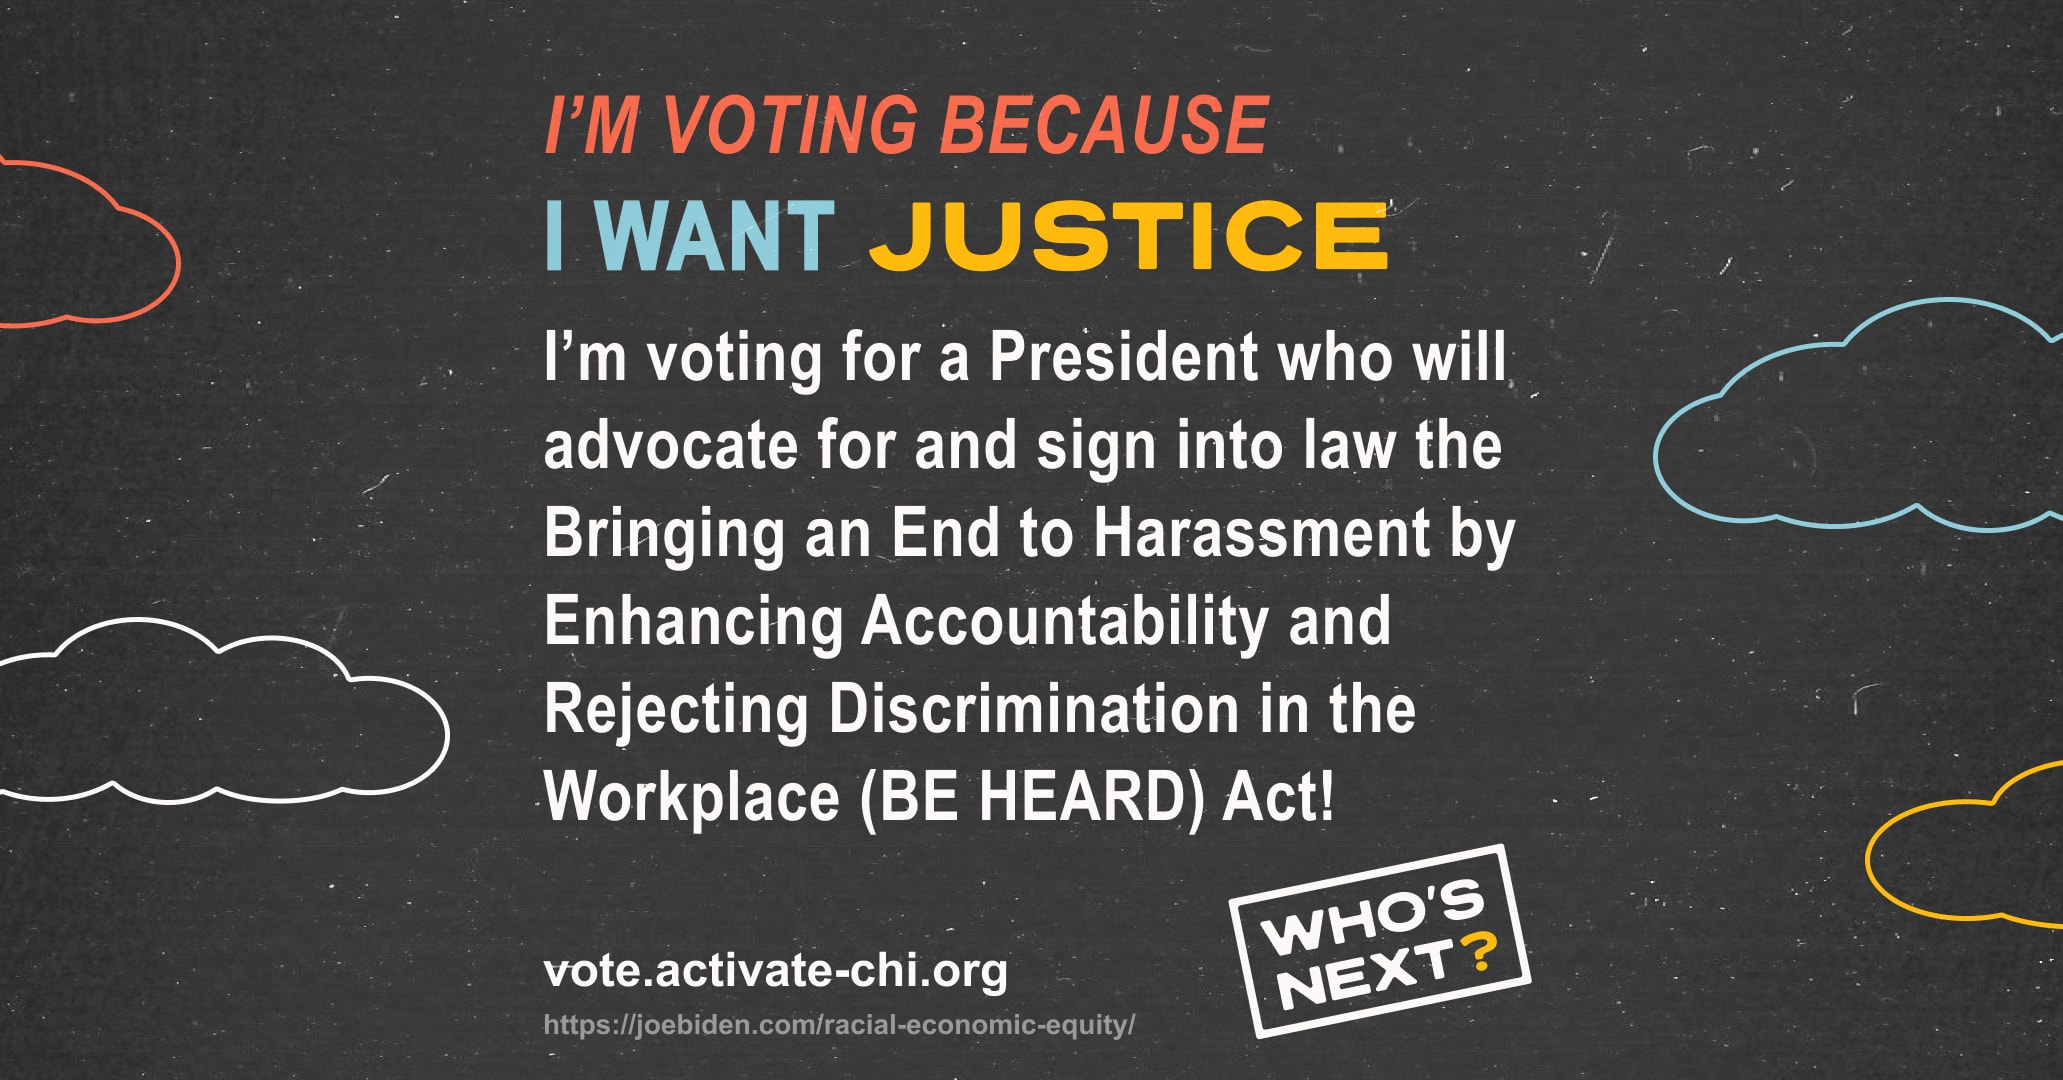 I’M VOTING BECAUSE
I WANT JUSTICE
I’m voting for a President who will
advocate for and sign into law the
Bringing an End to Harassment by
Enhancing Accountability and
Rejecting Discrimination in the
Workplace (BE HEARD) Act!
WHO'S
NEXT?
vote.activate-chi.org
https://joebiden.com/racial-economic-equity/